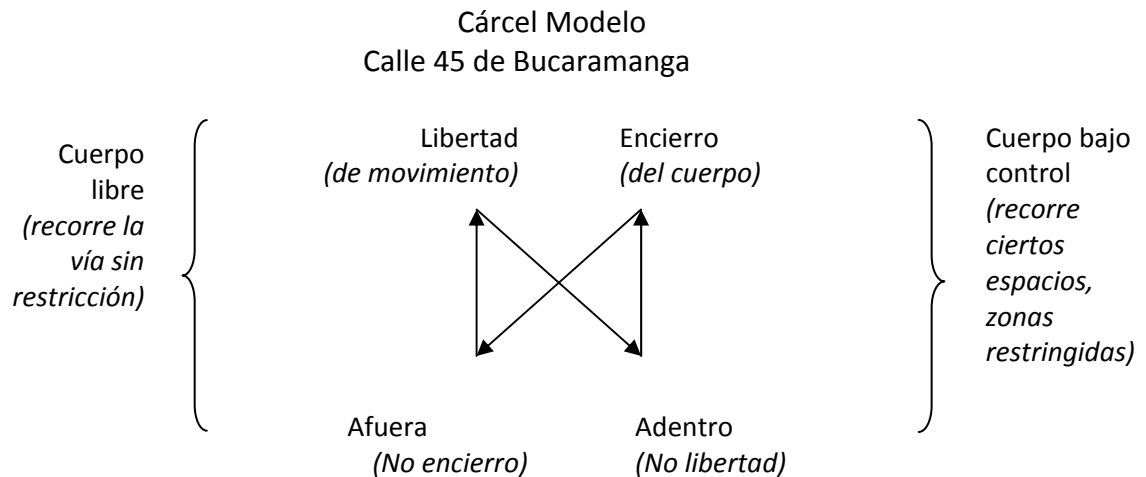 Cárcel Modelo
Calle 45 de Bucaramanga
Cuerpo
libre
(recorre la
vía sin
restricción)
Libertad
(de movimiento)
Encierro
(del cuerpo)
Cuerpo bajo
control
(recorre
ciertos
espacios,
zonas
restringidas)
Afuera
(No encierro)
Adentro
(No libertad)